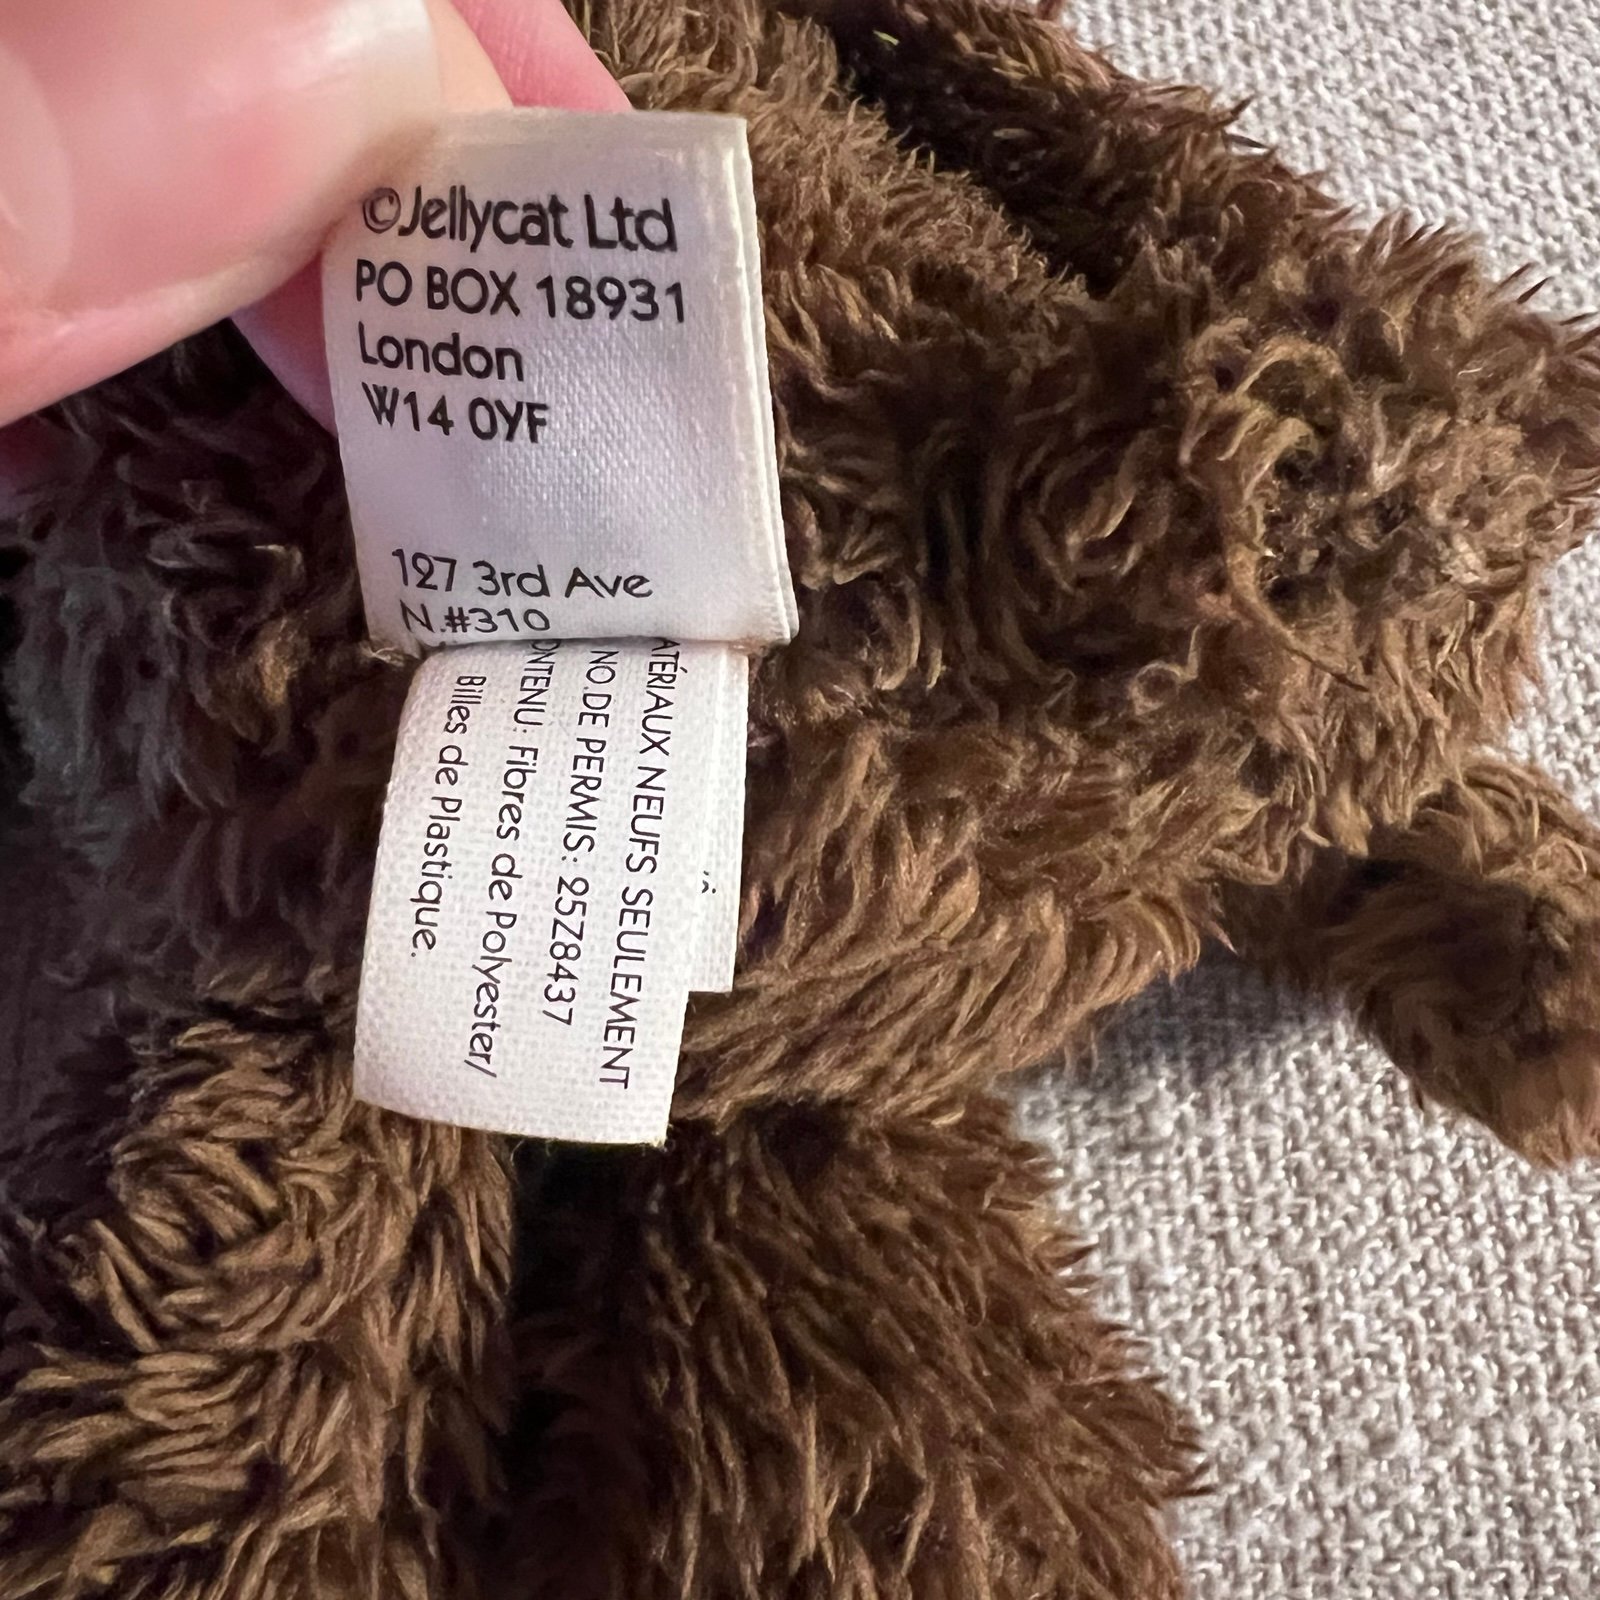 ©Jellycat Ltd
PO BOX 18931
London
W14 0YF
127 3rd Ave
N.#310
ATÉRIAUX NEUFS SEULEMENT
NO.DE PERMIS: 25Z8437
ONTENU: Fibres de Polyester/
Billes de Plastique.